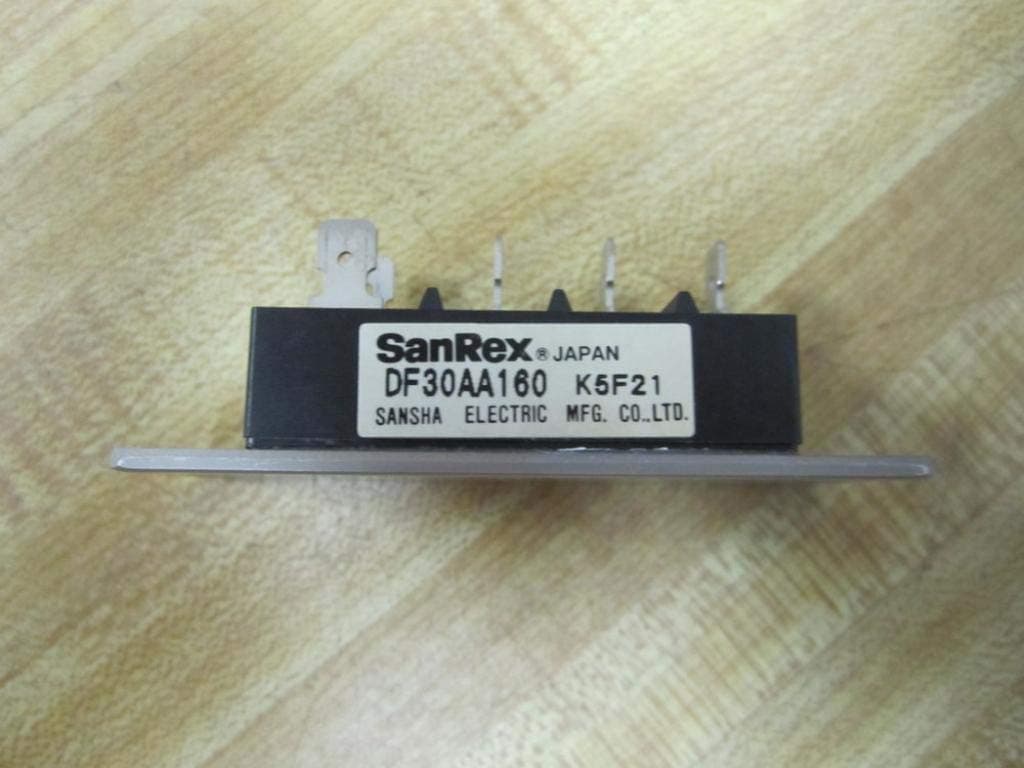 SanRex® JAPAN
DF30AA160 K5F21
SANSHA ELECTRIC MFG. CO.,LTD.